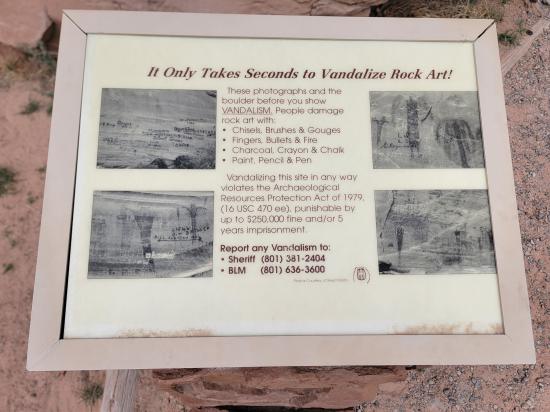 It Only Takes Seconds to Vandalize Rock Art!
These photographs and the
boulder before you show
VANDALISM. People damage
rock art with:
• Chisels, Brushes & Gouges
• Fingers, Bullets & Fire
• Charcoal, Crayon & Chalk
• Paint, Pencil & Pen
Vandalizing this site in any way
violates the Archaeological
Resources Protection Act of 1979,
(16 USC 470 ee), punishable by
up to $250,000 fine and/or 5
years imprisonment.
Report any Vandalism to:
• Sheriff (801) 381-2404
• BLM (801) 636-3600